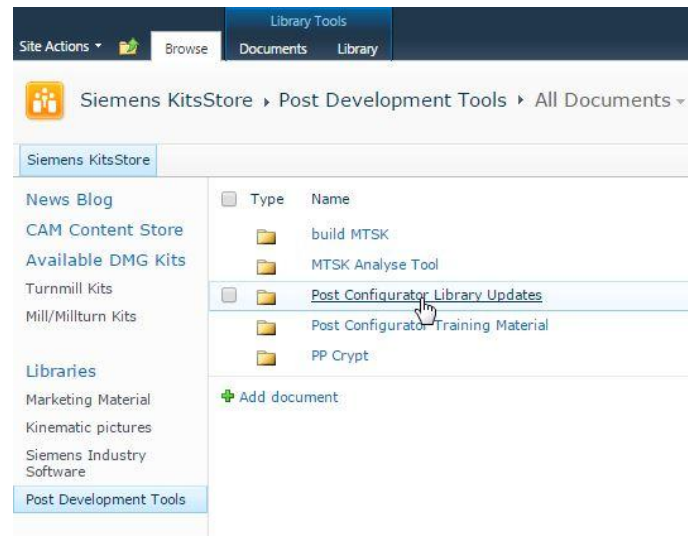 Library Tools
Site Actions Browse Documents Library
Siemens KitsStore Post Development Tools All Documents
Siemens KitsStore
News Blog
CAM Content Store
Available DMG Kits
Turnmill Kits
Mill/Millturn Kits
Libraries
Marketing Material
Kinematic pictures
Siemens Industry
Software
Post Development Tools
Type Name
build MTSK
MTSK Analyse Tool
Post Configurator Library Updates
Post Configurator Training Material
PP Crypt
Add document